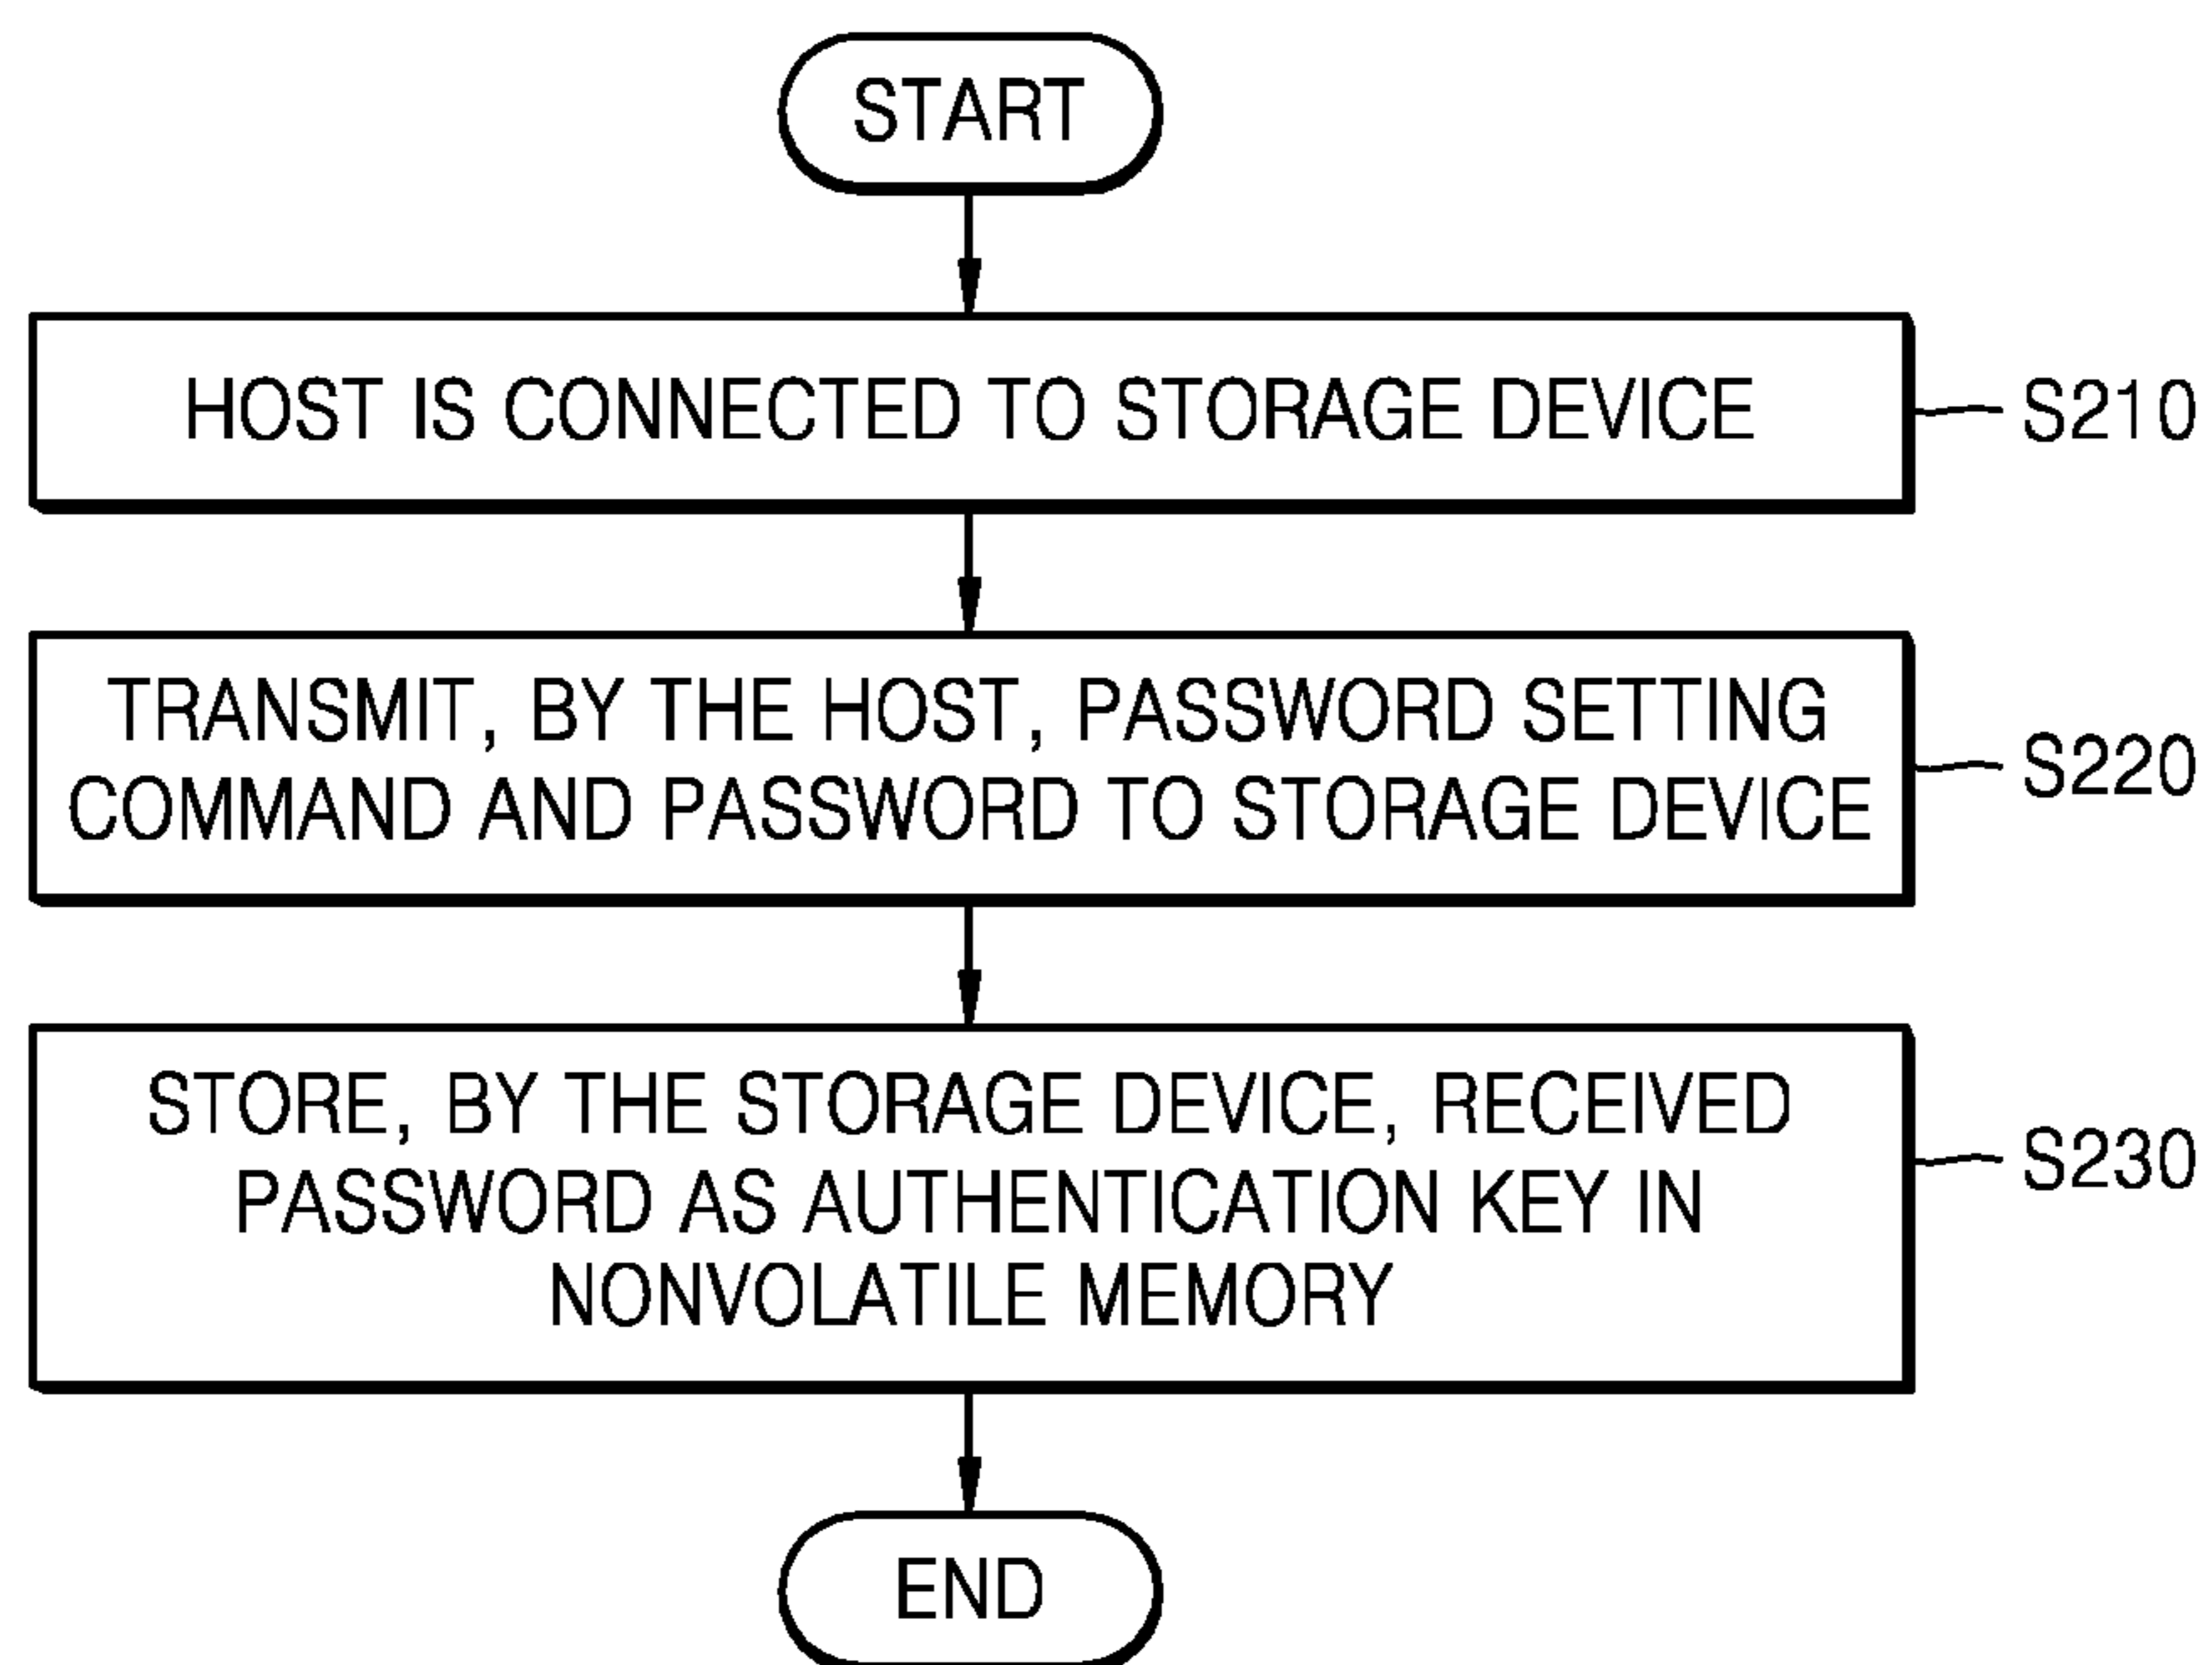 START
HOST IS CONNECTED TO STORAGE DEVICE
S210
TRANSMIT, BY THE HOST, PASSWORD SETTING
COMMAND AND PASSWORD TO STORAGE DEVICE
S220
STORE, BY THE STORAGE DEVICE, RECEIVED
PASSWORD AS AUTHENTICATION KEY IN
NONVOLATILE MEMORY
S230
END